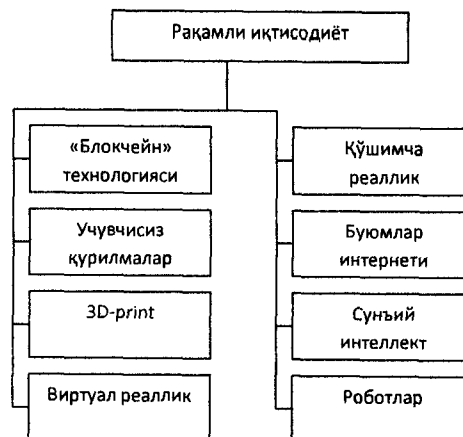 Рақамли иқтисодиёт
«Блокчейн»
технологияси
Учувчисиз
қурилмалар
3D-print
Виртуал реаллик
Қўшимча
реаллик
Буюмлар
интернети
Сунъий
интеллект
Роботлар